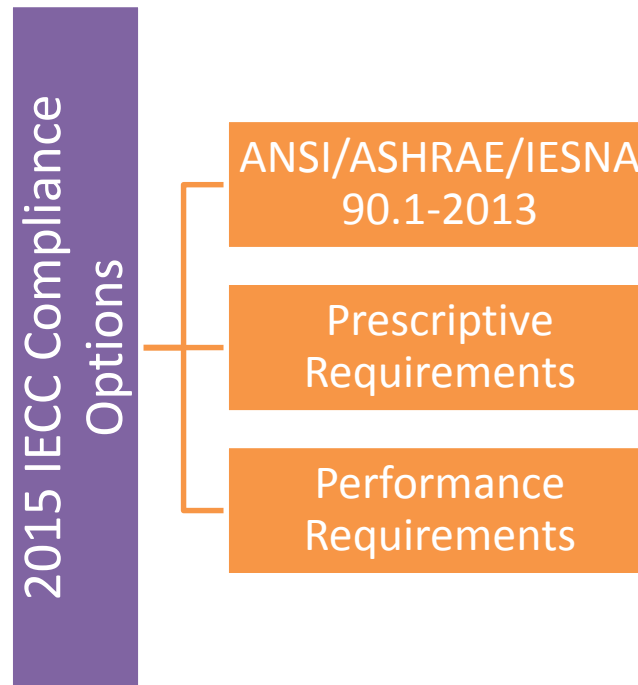 2015 IECC Compliance
Options
ANSI/ASHRAE/IESNA
90.1-2013
Prescriptive
Requirements
Performance
Requirements